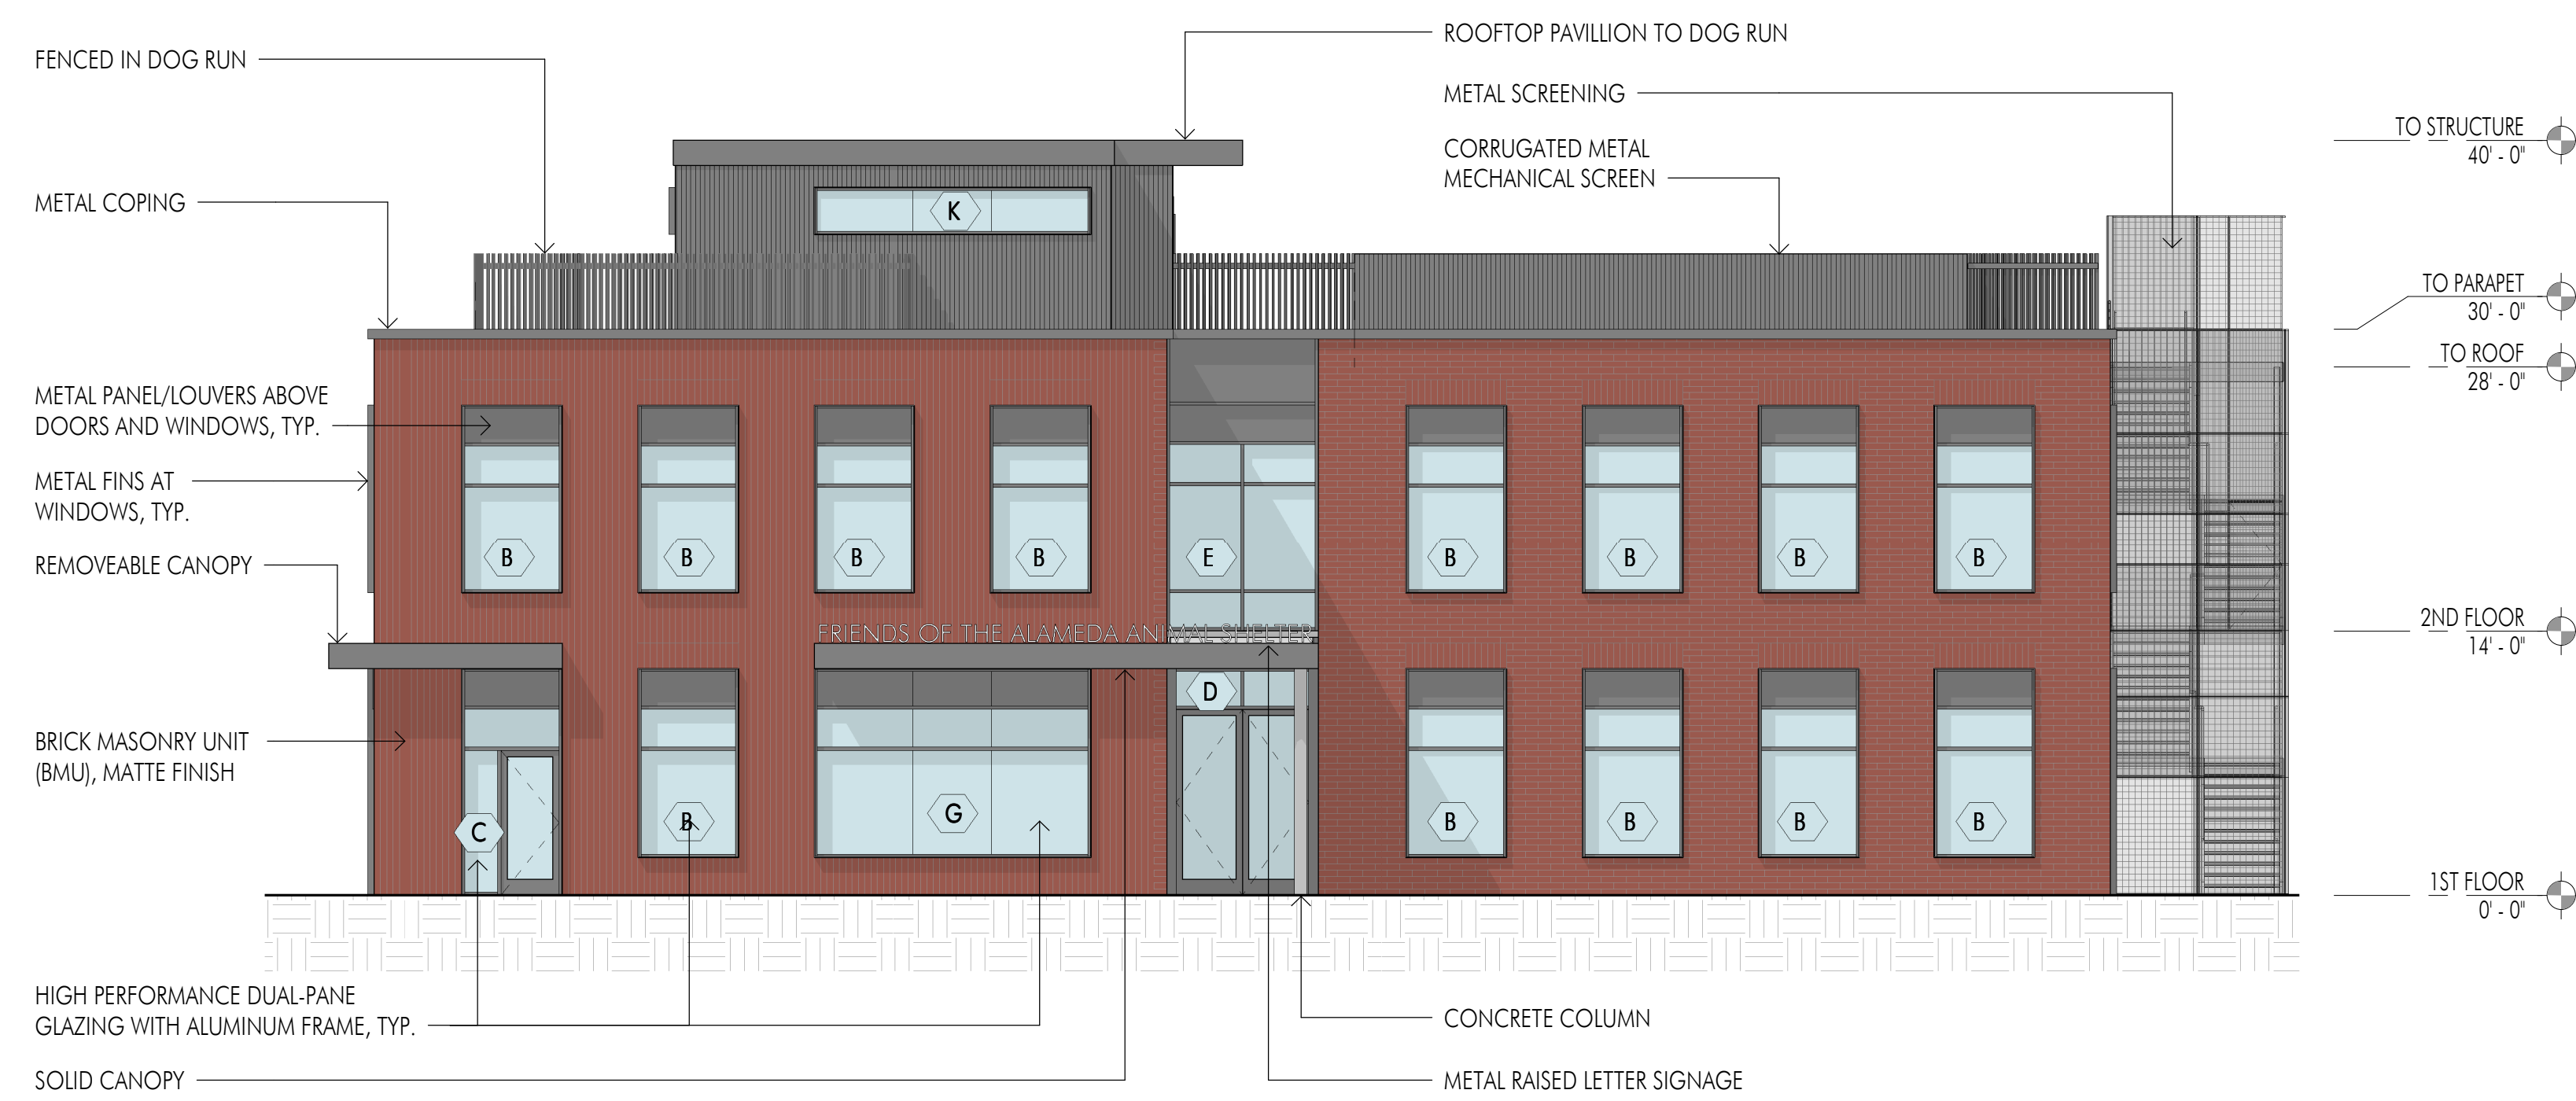 FENCED IN DOG RUN
ROOFTOP PAVILLION TO DOG RUN
METAL SCREENING
TO STRUCTURE
40' - 0"
CORRUGATED METAL
MECHANICAL SCREEN
METAL COPING
K
TO PARAPET
30' - 0"
TO ROOF
28' - 0"
METAL PANEL/LOUVERS ABOVE
DOORS AND WINDOWS, TYP.
METAL FINS AT
WINDOWS, TYP.
B
B
B
B
E
B
B
B
B
REMOVEABLE CANOPY
FRIENDS OF THE ALAMEDA ANIMAL SHELTER
2ND FLOOR
14' - 0"
D
BRICK MASONRY UNIT
(BMU), MATTE FINISH
C
B
G
B
B
B
B
1ST FLOOR
0' - 0"
HIGH PERFORMANCE DUAL-PANE
GLAZING WITH ALUMINUM FRAME, TYP.
CONCRETE COLUMN
SOLID CANOPY
METAL RAISED LETTER SIGNAGE